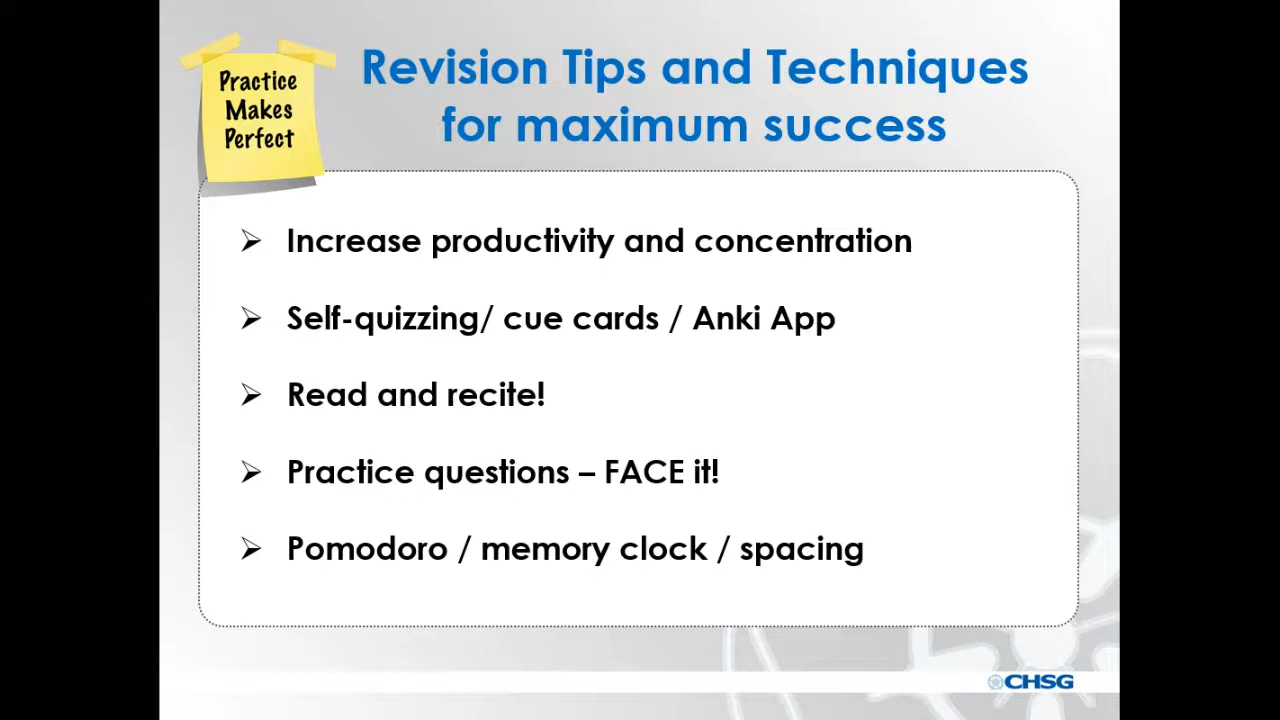 Practice
Makes
Perfect
Revision Tips and Techniques
for maximum success
Increase productivity and concentration
Self-quizzing/ cue cards / Anki App
Read and recite!
Practice questions – FACE it!
Pomodoro / memory clock / spacing
CHSG